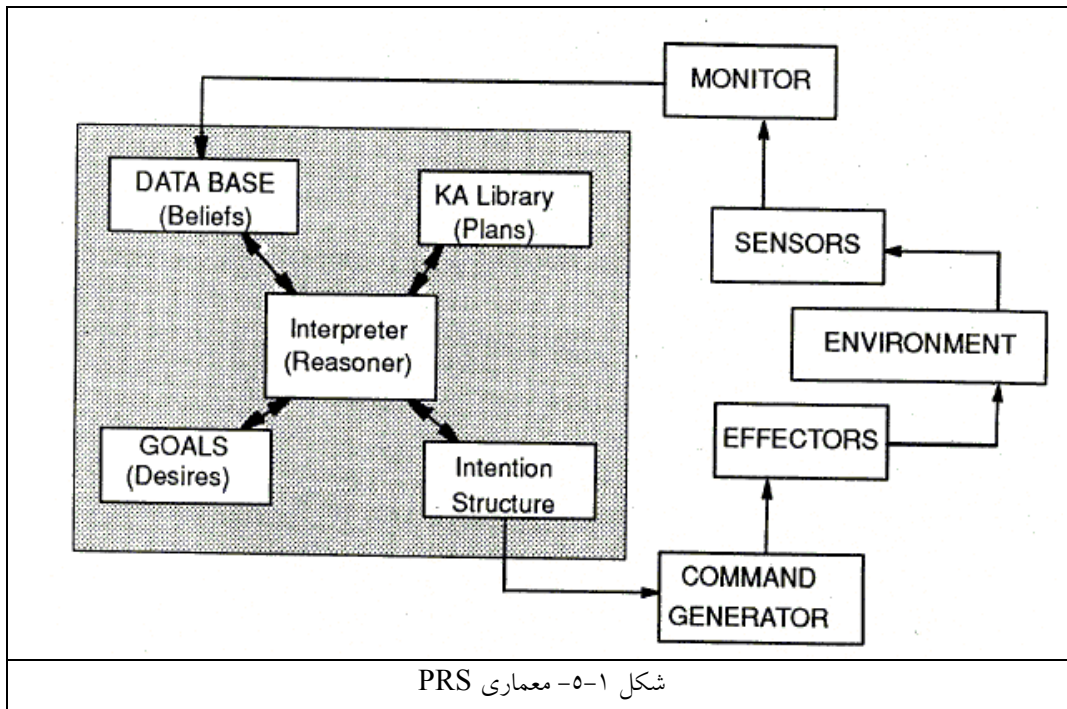 MONITOR
DATA BASE
(Beliefs)
KA Library
(Plans)
SENSORS
Interpreter
(Reasoner)
ENVIRONMENT
GOALS
(Desires)
Intention
Structure
EFFECTORS
COMMAND
GENERATOR
شکل ۱-۵- معماری PRS